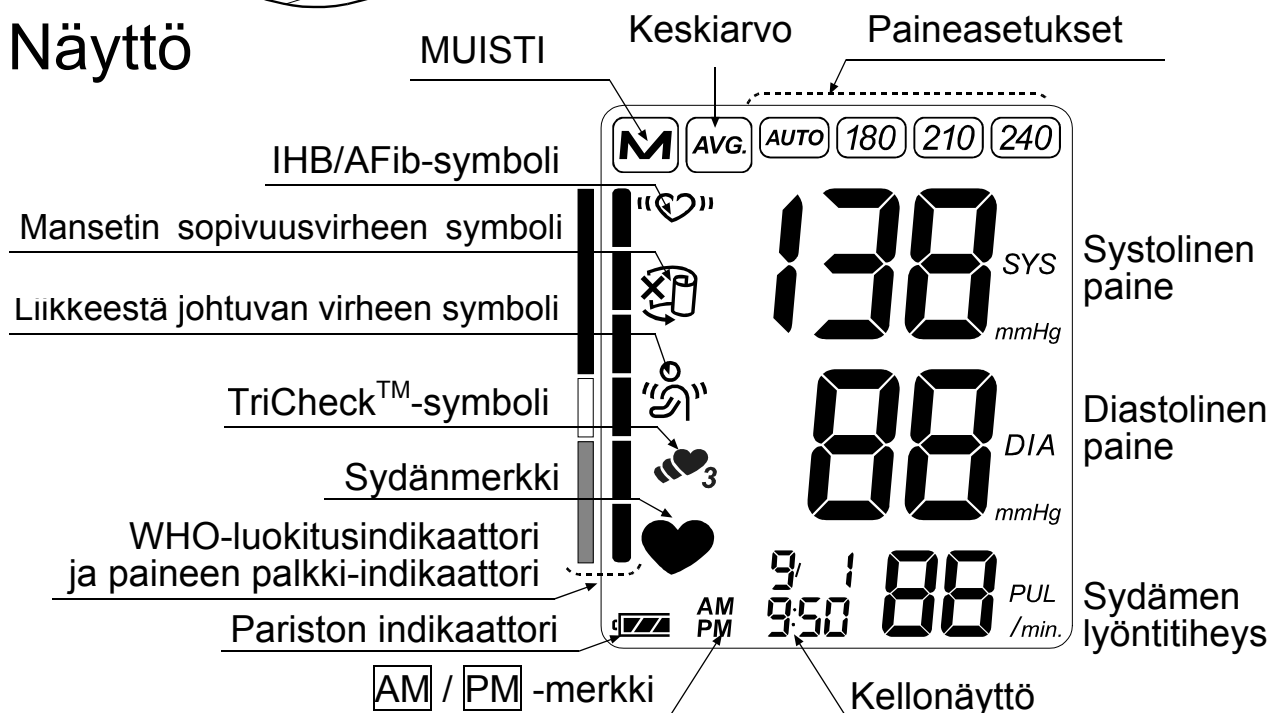 Näyttö
MUISTI
Keskiarvo
Paineasetukset
M AVG. AUTO 180 210 240
IHB/AFib-symboli
Mansetin sopivuusvirheen symboli
Liikkeestä johtuvan virheen symboli
TriCheck™-symboli
Sydänmerkki
WHO-luokitusindikaattori
ja paineen palkki-indikaattori
Pariston indikaattori
AM / PM -merkki
138 SYS
mmHg
Systolinen
paine
88 DIA
mmHg
Diastolinen
paine
3
9/ 1
AM
PM
9:50
88 PUL
/min.
Sydämen
lyöntitiheys
Kellonäyttö